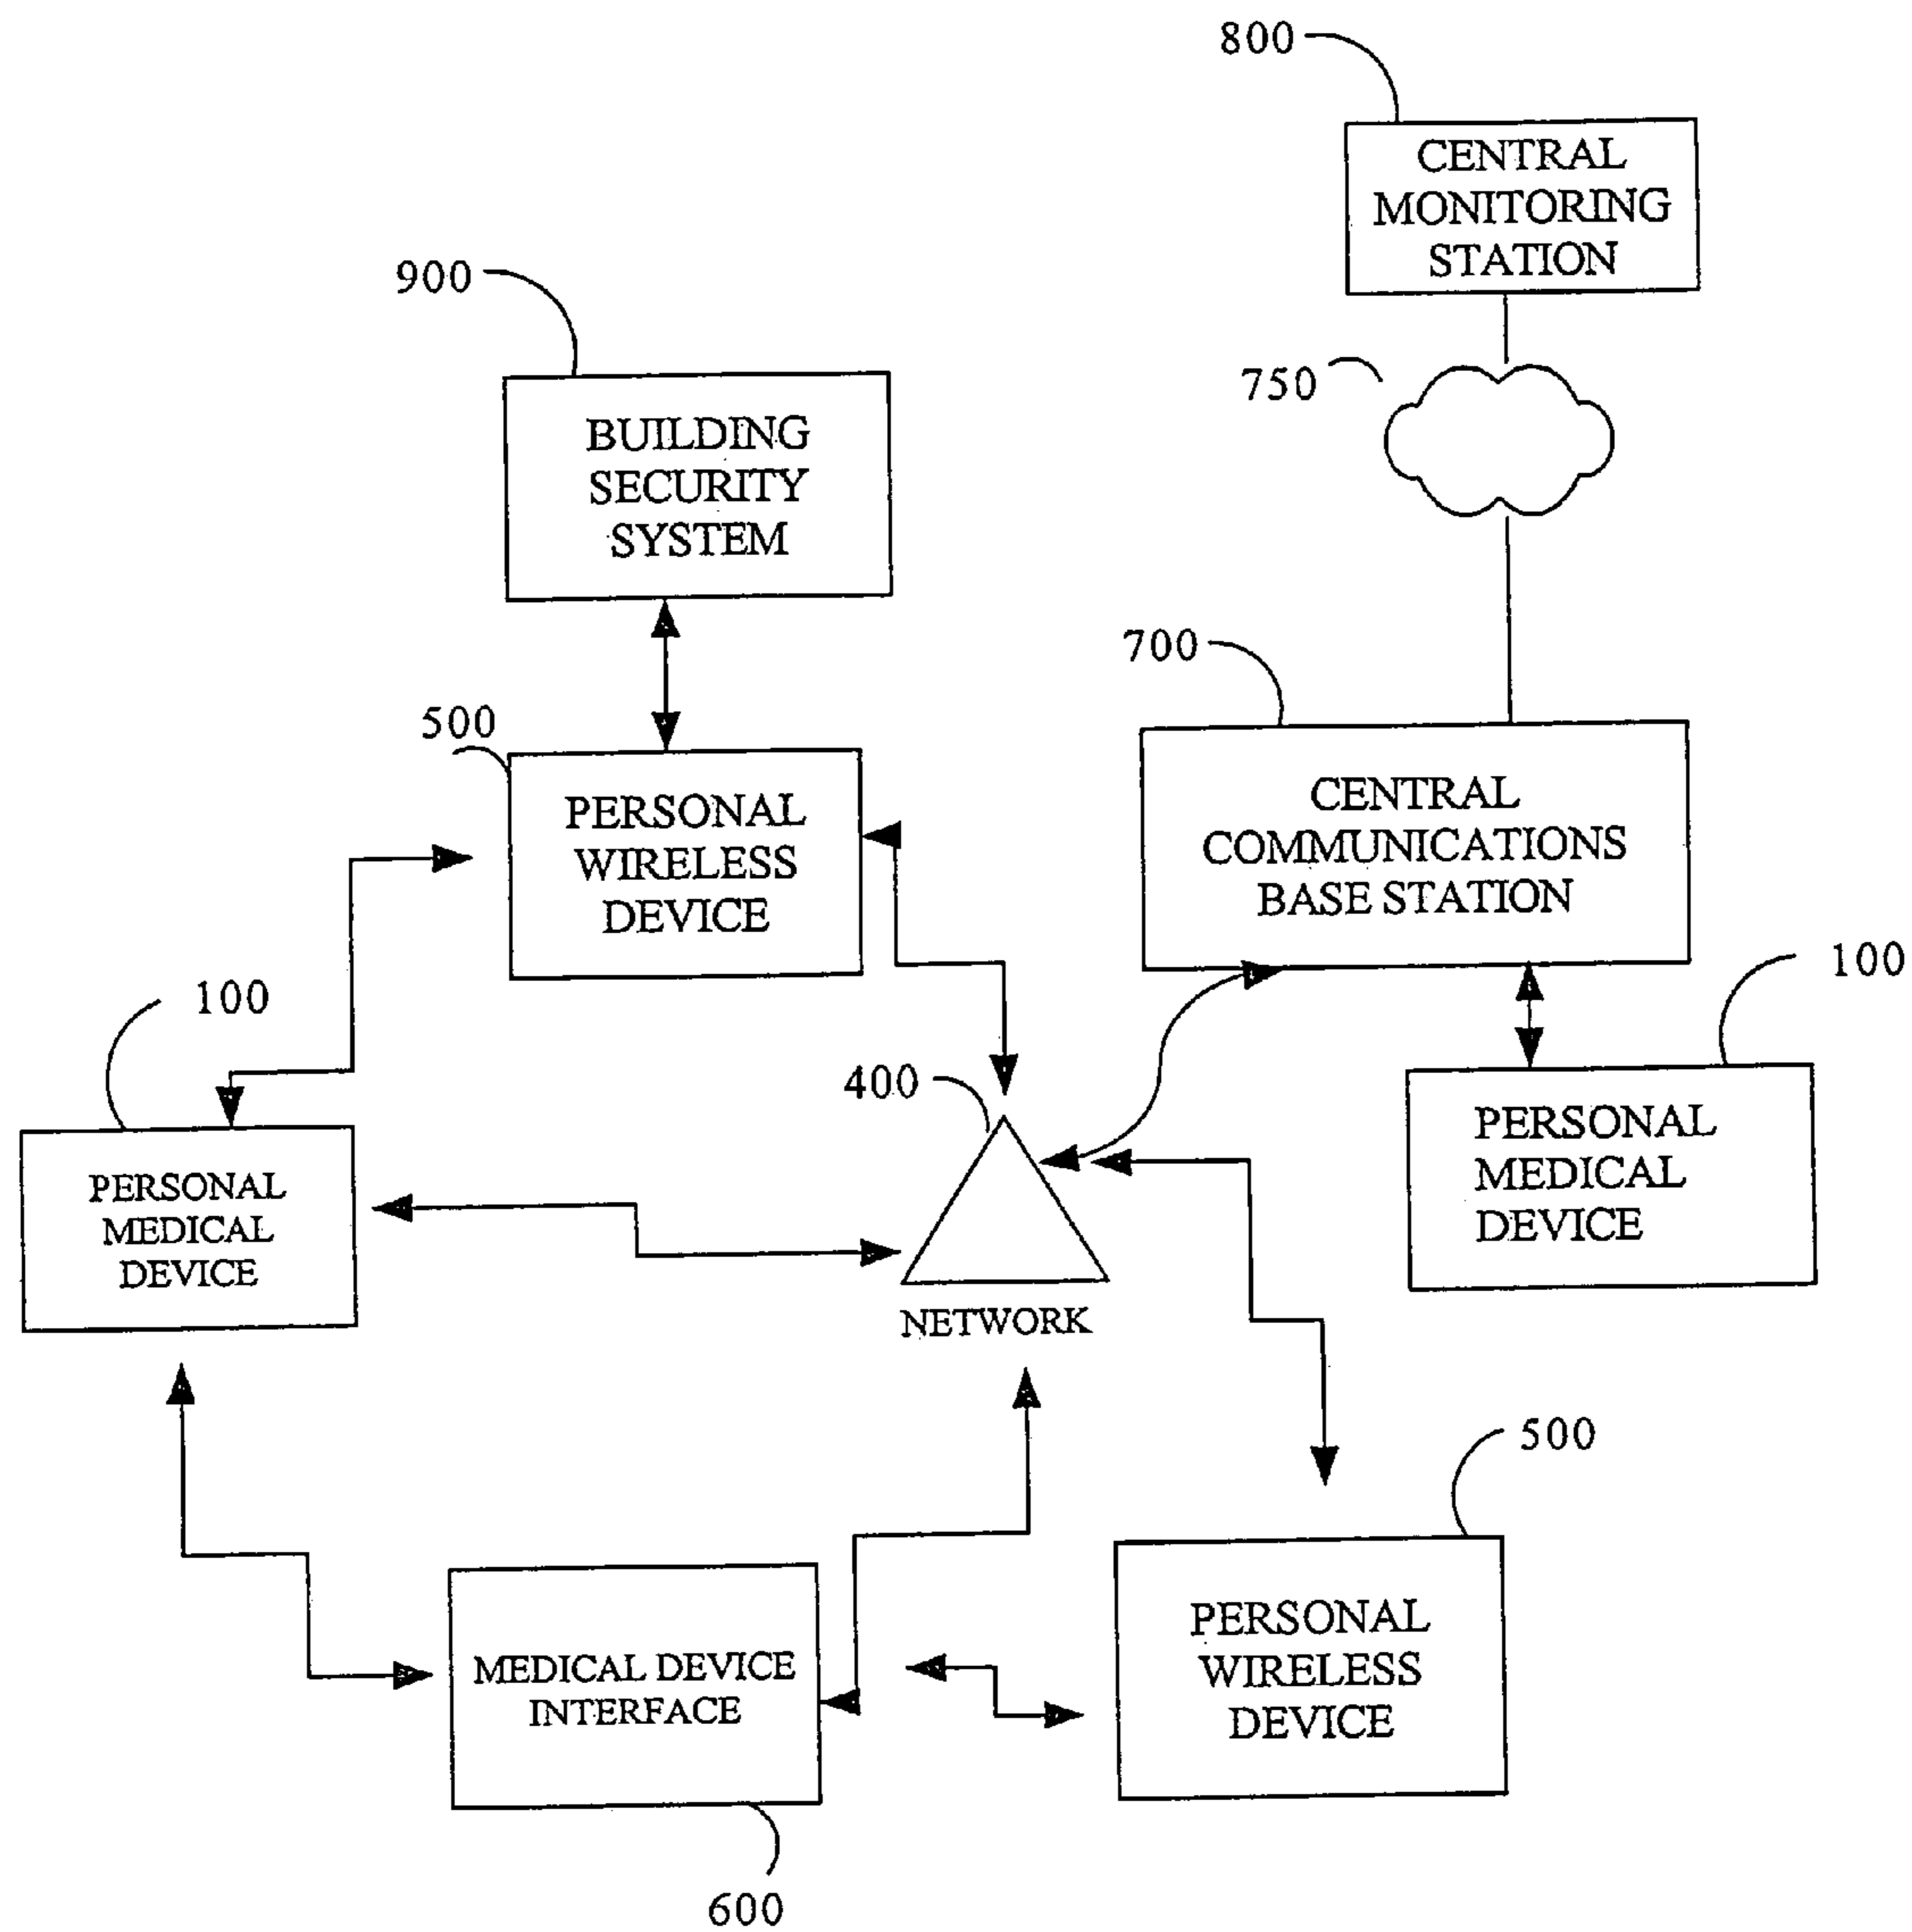 800
CENTRAL
MONITORING
STATION
900
750
BUILDING
SECURITY
SYSTEM
700
500
PERSONAL
WIRELESS
DEVICE
CENTRAL
COMMUNICATIONS
BASE STATION
100
100
400
PERSONAL
MEDICAL
DEVICE
PERSONAL
MEDICAL
DEVICE
NETWORK
500
PERSONAL
WIRELESS
DEVICE
MEDICAL DEVICE
INTERFACE
600